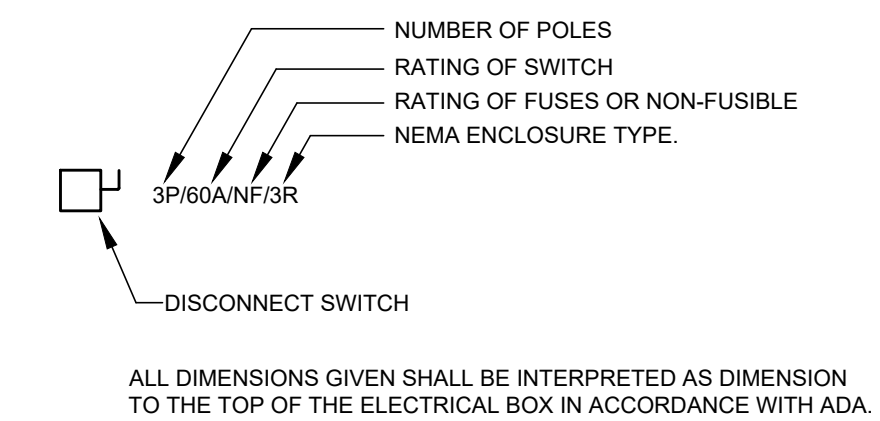 NUMBER OF POLES
RATING OF SWITCH
RATING OF FUSES OR NON-FUSIBLE
NEMA ENCLOSURE TYPE.
3P/60A/NF/3R
DISCONNECT SWITCH
ALL DIMENSIONS GIVEN SHALL BE INTERPRETED AS DIMENSION
TO THE TOP OF THE ELECTRICAL BOX IN ACCORDANCE WITH ADA.